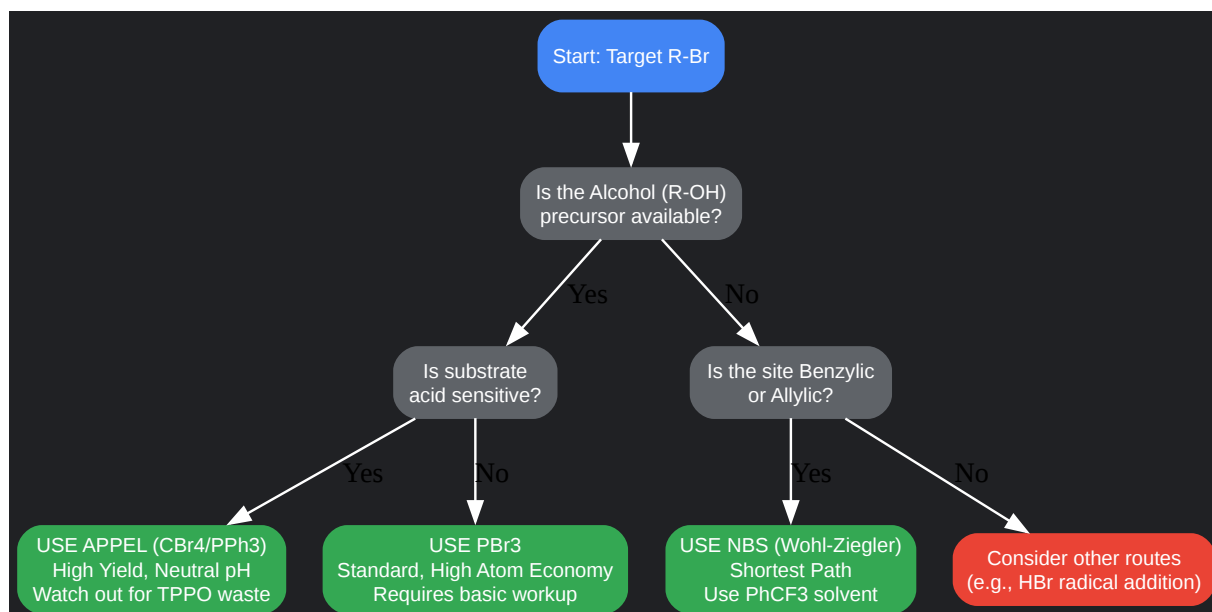 Start: Target R-Br
Is the Alcohol (R-OH)
precursor available?
Yes
No
Is substrate
acid sensitive?
Is the site Benzylic
or Allylic?
Yes
No
Yes
No
USE APPEL (CBr4/PPh3)
High Yield, Neutral pH
Watch out for TPPO waste
USE PBr3
Standard, High Atom Economy
Requires basic workup
USE NBS (Wohl-Ziegler)
Shortest Path
Use PhCF3 solvent
Consider other routes
(e.g., HBr radical addition)